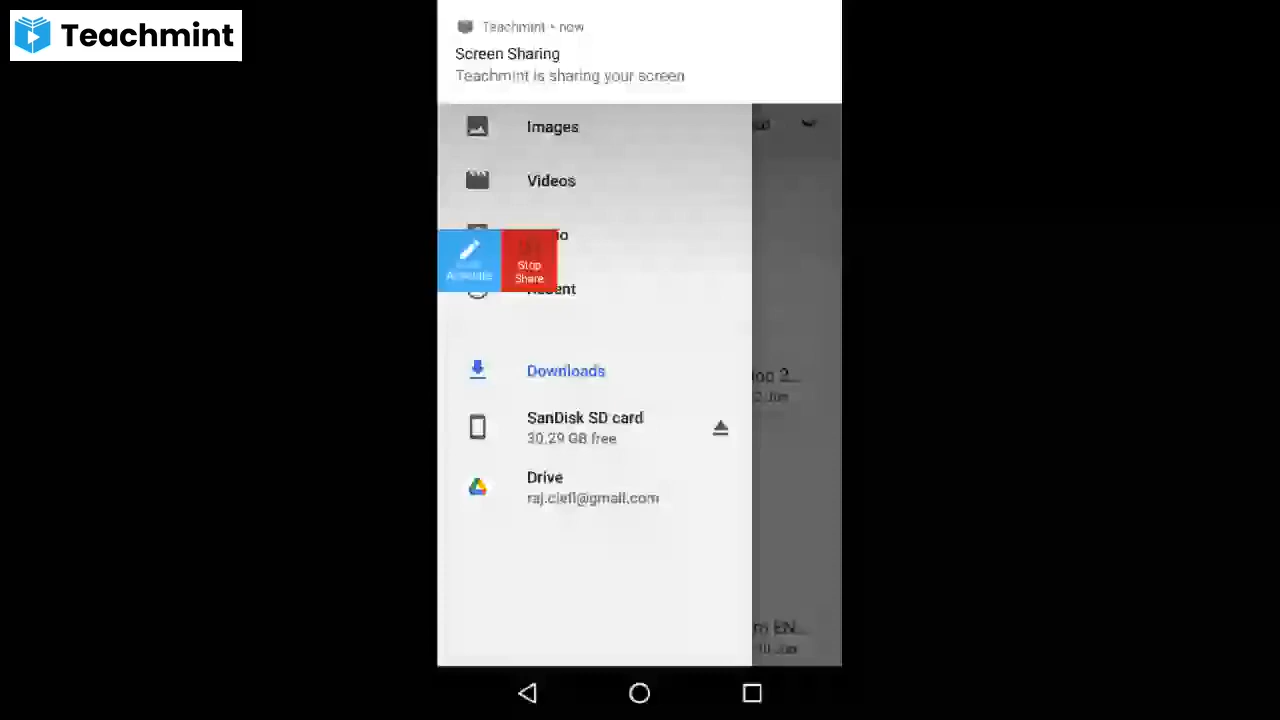 Teachmint
Teachmint • now
Screen Sharing
Teachmint is sharing your screen
Images
Videos
Stop
Share
Downloads
SanDisk SD card
30.29 GB free
Drive